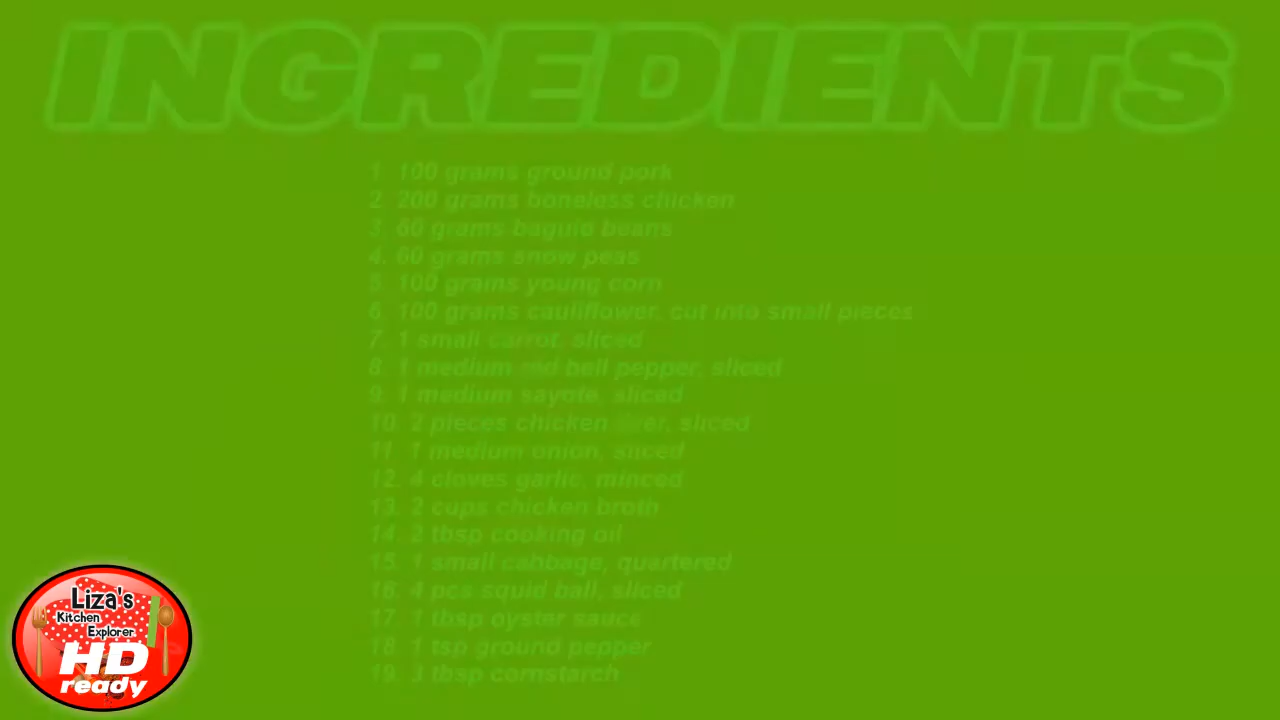 INGREDIENTS
1. 100 grams ground pork
2. 200 grams boneless chicken
3. 60 grams baguio beans
4. 60 grams snow peas
5. 100 grams young corn
6. 100 grams cauliflower, cut into small pieces
7. 1 small carrot, sliced
8. 1 medium red bell pepper, sliced
9. 1 medium sayote, sliced
10. 2 pieces chicken liver, sliced
11. 1 medium onion, sliced
12. 4 cloves garlic, minced
13. 2 cups chicken broth
14. 2 tbsp cooking oil
15. 1 small cabbage, quartered
16. 4 pcs squid ball, sliced
17. 1 tbsp oyster sauce
18. 1 tsp ground pepper
19. 3 tbsp cornstarch
Liza's
Kitchen
Explorer
HD
ready